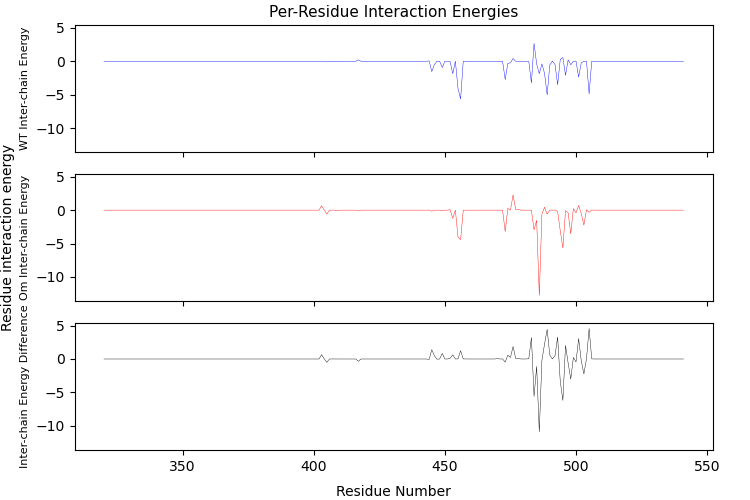 Per-Residue Interaction Energies
Residue interaction energy
WT Inter-chain Energy
5
0
−5
−10
Om Inter-chain Energy
5
0
−5
−10
Inter-chain Energy Difference
5
0
−5
−10
350
400
450
500
550
Residue Number